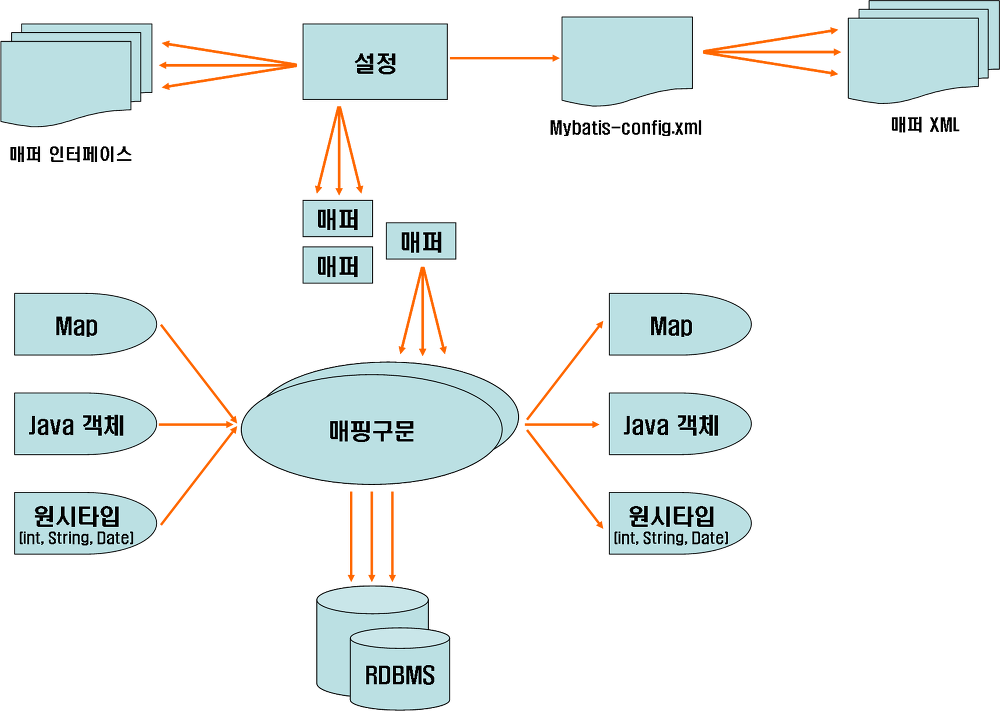 설정
Mybatis-config.xml
매퍼 XML
매퍼 인터페이스
매퍼
매퍼
매퍼
Map
Map
Java 객체
매핑구문
Java 객체
원시타입
(int, String, Date)
원시타입
(int, String, Date)
RDBMS